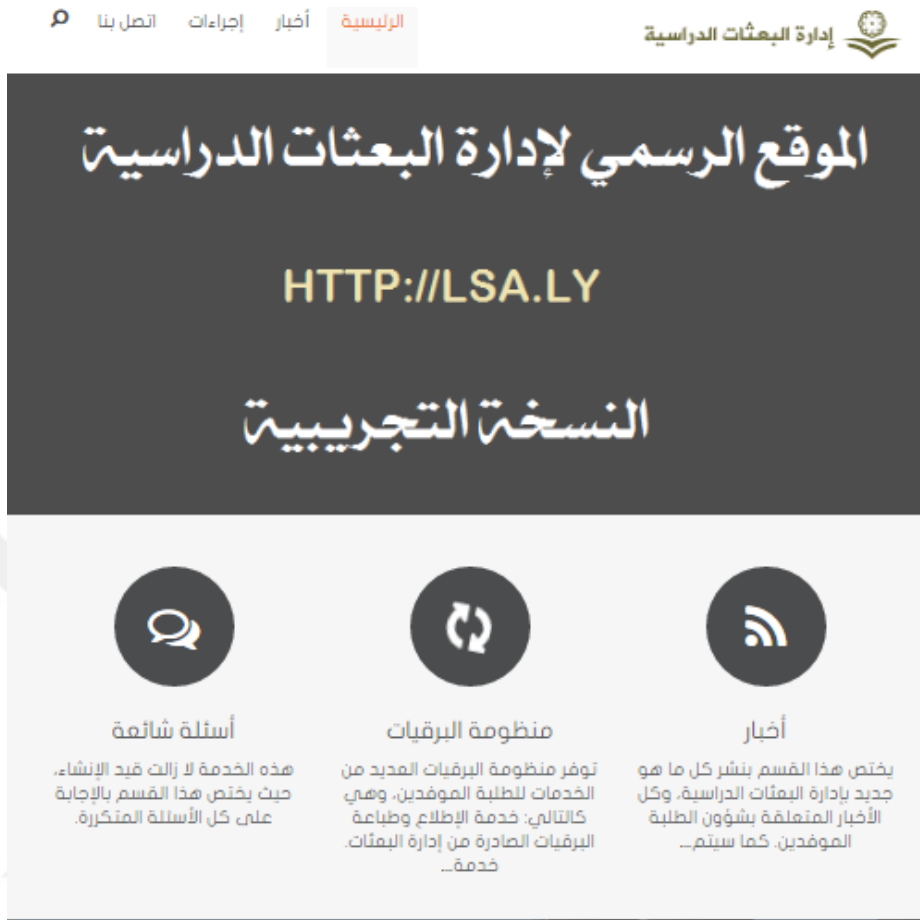 إدارة البعثات الدراسية
الرئيسية
أخبار
إجراءات
اتصل بنا
الموقع الرسمي لإدارة البعثات الدراسية
HTTP://LSA.LY
النسخة التجريبية
أخبار
يختص هذا القسم بنشر كل ما هو
جديد بإدارة البعثات الدراسية، وكل
الأخبار المتعلقة بشؤون الطلبة
الموفدين. كما سيتم...
منظومة البرقيات
توفر منظومة البرقيات العديد من
الخدمات للطلبة الموفدين، وهي
كالتالي: خدمة الإطلاع وطباعة
البرقيات الصادرة من إدارة البعثات.
خدمة...
أسئلة شائعة
هذه الخدمة لا زالت قيد الإنشاء،
حيث يختص هذا القسم بالإجابة
على كل الأسئلة المتكررة.